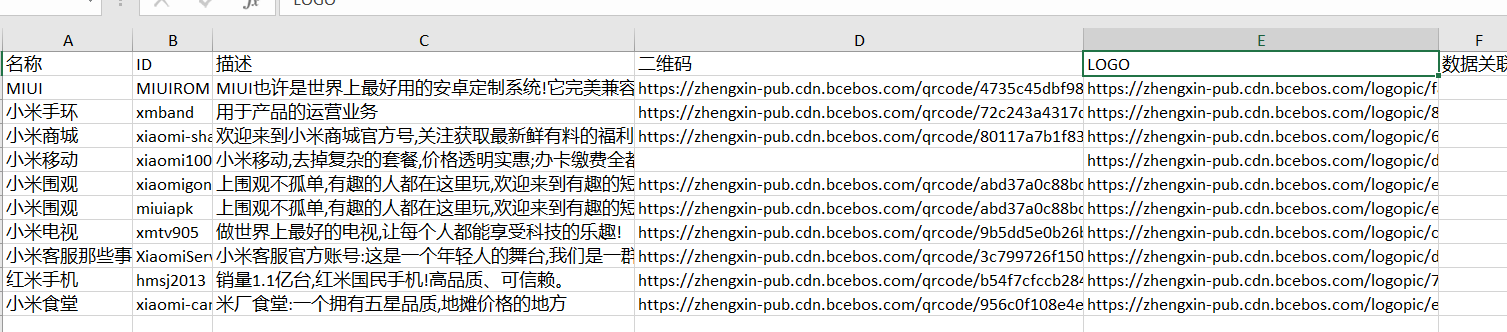 LOGO
A B C D E F
名称 ID 描述 二维码 LOGO 数据关联
MIUI MIUIROM MIUI也许是世界上最好用的安卓定制系统!它完美兼容 https://zhengxin-pub.cdn.bcebos.com/qrcode/4735c45dbf98 https://zhengxin-pub.cdn.bcebos.com/logopic/f
小米手环 xmband 用于产品的运营业务 https://zhengxin-pub.cdn.bcebos.com/qrcode/72c243a4317c https://zhengxin-pub.cdn.bcebos.com/logopic/8
小米商城 xiaomi-sha 欢迎来到小米商城官方号,关注获取最新鲜有料的福利 https://zhengxin-pub.cdn.bcebos.com/qrcode/80117a7b1f83 https://zhengxin-pub.cdn.bcebos.com/logopic/6
小米移动 xiaomi100 小米移动,去掉复杂的套餐,价格透明实惠;办卡缴费全都 https://zhengxin-pub.cdn.bcebos.com/logopic/d
小米围观 xiaomigon 上围观不孤单,有趣的人都在这里玩,欢迎来到有趣的短 https://zhengxin-pub.cdn.bcebos.com/qrcode/abd37a0c88bc https://zhengxin-pub.cdn.bcebos.com/logopic/e
小米围观 miuiapk 上围观不孤单,有趣的人都在这里玩,欢迎来到有趣的短 https://zhengxin-pub.cdn.bcebos.com/qrcode/abd37a0c88bc https://zhengxin-pub.cdn.bcebos.com/logopic/e
小米电视 xmtv905 做世界上最好的电视,让每个人都能享受科技的乐趣! https://zhengxin-pub.cdn.bcebos.com/qrcode/9b5dd5e0b26b https://zhengxin-pub.cdn.bcebos.com/logopic/c
小米客服那些事 XiaomiServ 小米客服官方账号:这是一个年轻人的舞台,我们是一群 https://zhengxin-pub.cdn.bcebos.com/qrcode/3c799726f150 https://zhengxin-pub.cdn.bcebos.com/logopic/d
红米手机 hmsj2013 销量1.1亿台,红米国民手机!高品质、可信赖。 https://zhengxin-pub.cdn.bcebos.com/qrcode/b54f7cfccb284 https://zhengxin-pub.cdn.bcebos.com/logopic/7
小米食堂 xiaomi-can 米厂食堂:一个拥有五星品质,地摊价格的地方 https://zhengxin-pub.cdn.bcebos.com/qrcode/956c0f108e4e https://zhengxin-pub.cdn.bcebos.com/logopic/e